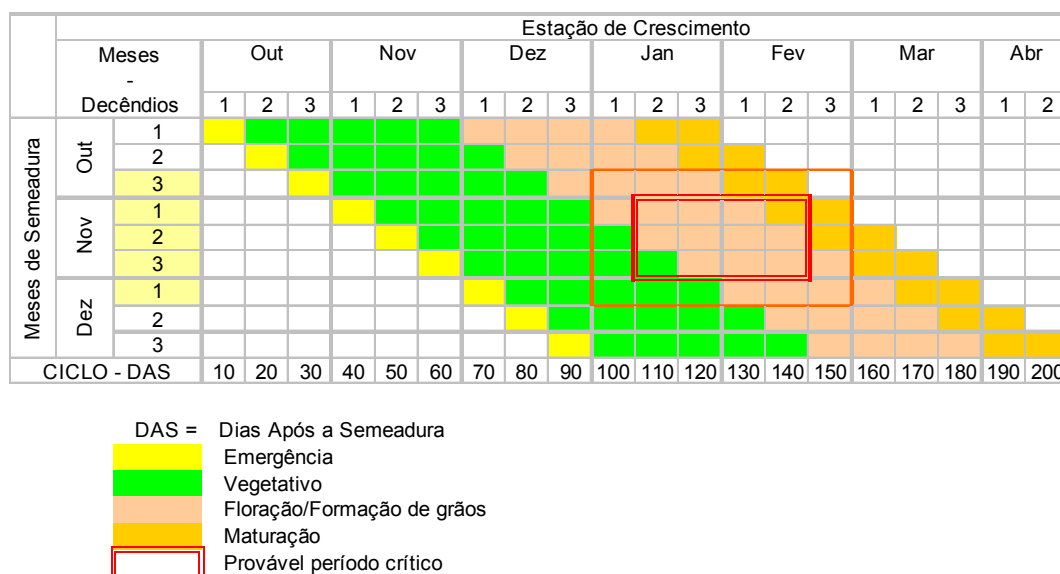 Estação de Crescimento
Meses
-
Decêndios
Out Nov Dez Jan Fev Mar Abr
1 2 3 1 2 3 1 2 3 1 2 3 1 2 3 1 2 3 1 2
Meses de Semeadura
Out
1
2
3
Nov
1
2
3
Dez
1
2
3
CICLO - DAS 10 20 30 40 50 60 70 80 90 100 110 120 130 140 150 160 170 180 190 200
DAS = Dias Após a Semeadura
Emergência
Vegetativo
Floração/Formação de grãos
Maturação
Provável período crítico